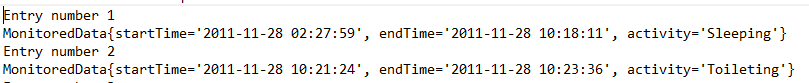 Entry number 1
MonitoredData{startTime='2011-11-28 02:27:59', endTime='2011-11-28 10:18:11', activity='Sleeping'}
Entry number 2
MonitoredData{startTime='2011-11-28 10:21:24', endTime='2011-11-28 10:23:36', activity='Toileting'}